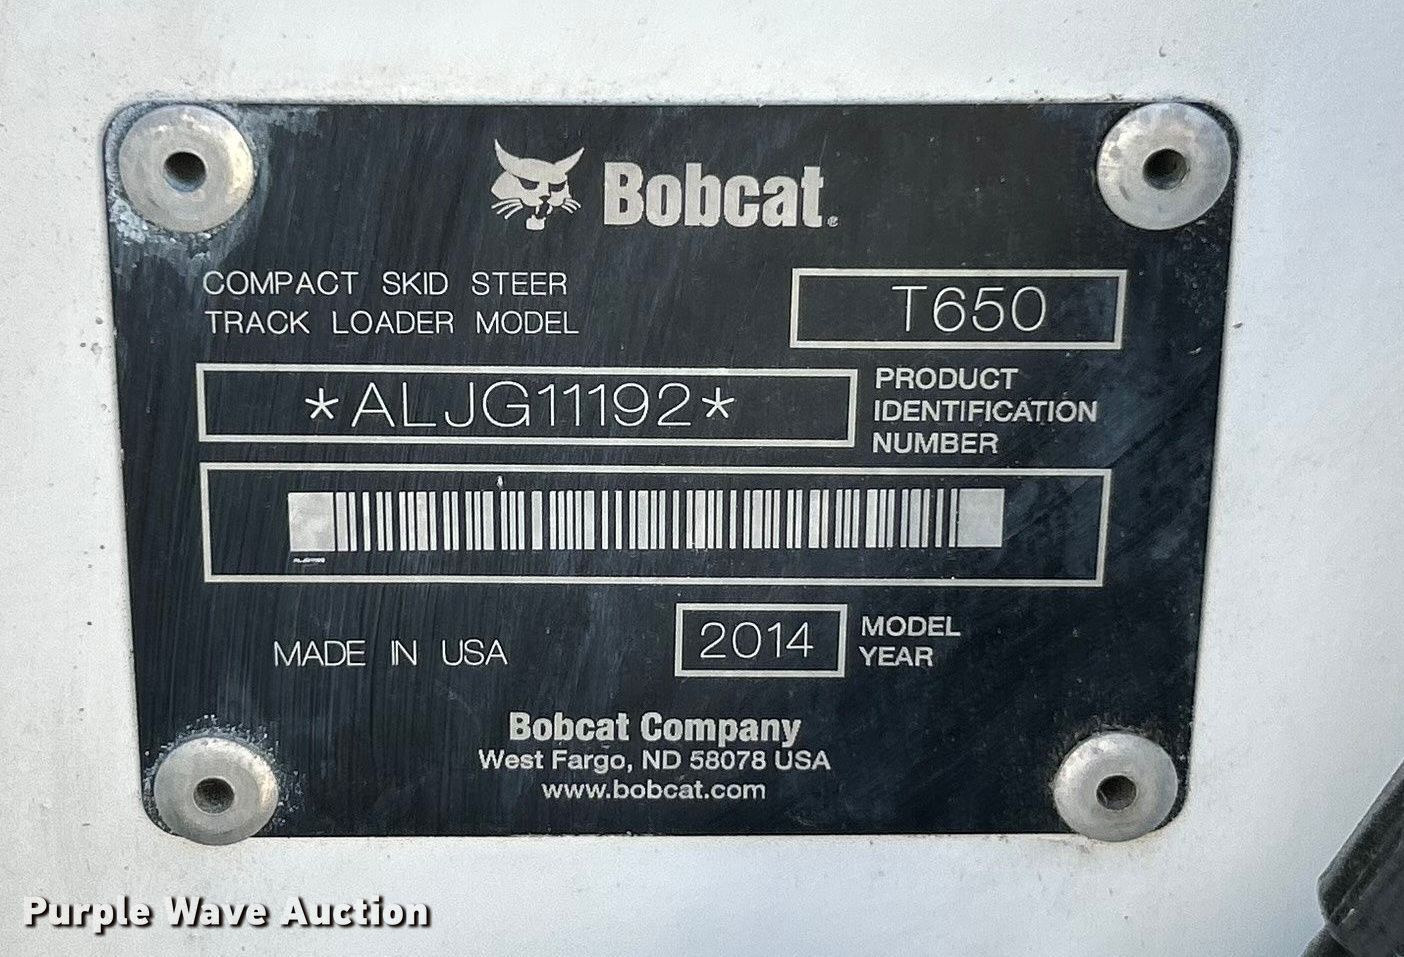 Bobcat®
COMPACT SKID STEER
TRACK LOADER MODEL
T650
*ALJG11192*
PRODUCT
IDENTIFICATION
NUMBER
MADE IN USA
2014
MODEL
YEAR
Bobcat Company
West Fargo, ND 58078 USA
www.bobcat.com
Purple Wave Auction